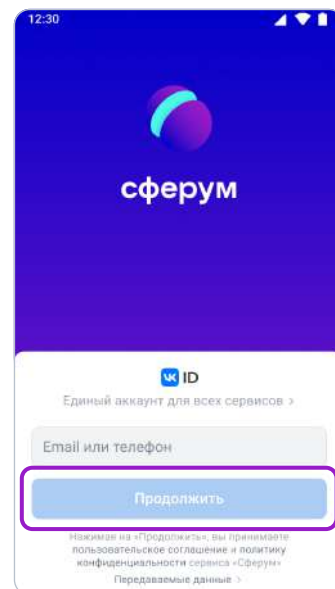 12:30
сферум
VK ID
Единый аккаунт для всех сервисов >
Email или телефон
Продолжить
Нажимая на «Продолжить», вы принимаете
пользовательское соглашение и политику
конфиденциальности сервиса «Сферум»
Передаваемые данные >